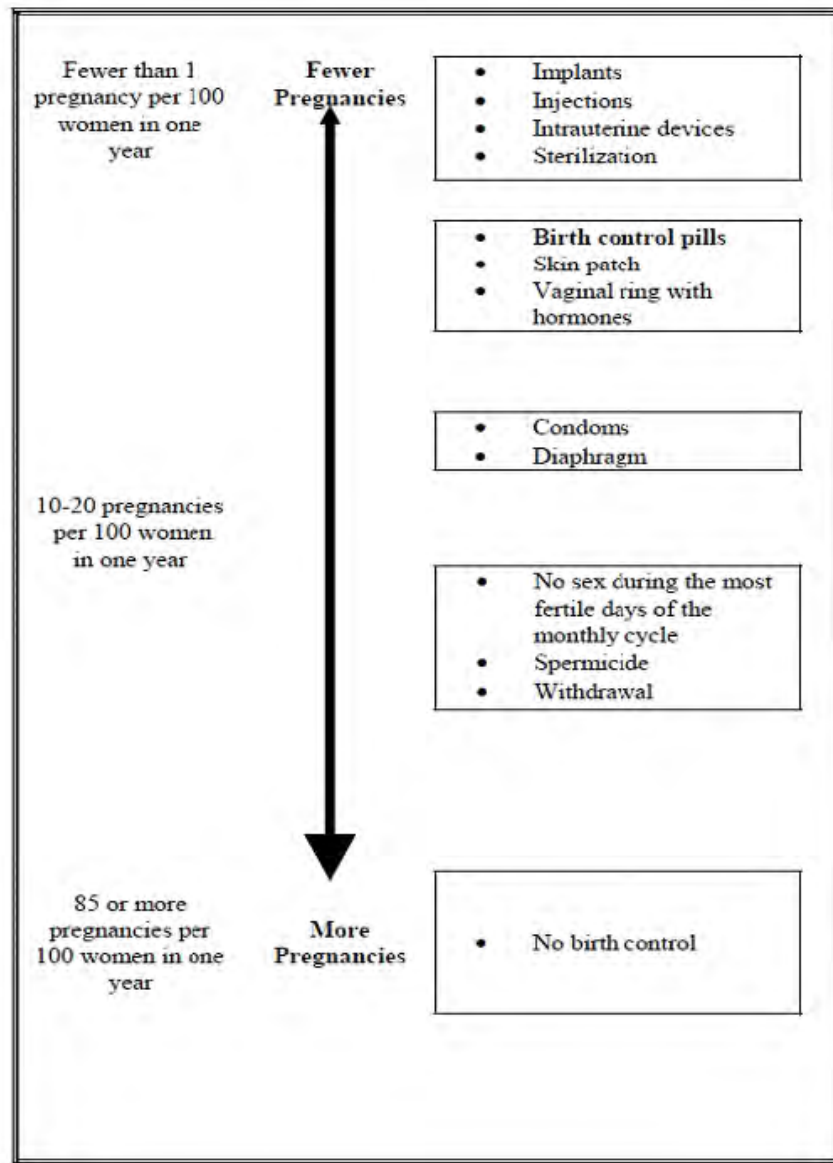 Fewer than 1
pregnancy per 100
women in one
year
Fewer
Pregnancies
• Implants
• Injections
• Intrauterine devices
• Sterilization
• Birth control pills
• Skin patch
• Vaginal ring with
hormones
• Condoms
• Diaphragm
10-20 pregnancies
per 100 women
in one year
• No sex during the most
fertile days of the
monthly cycle
• Spermicide
• Withdrawal
85 or more
pregnancies per
100 women in one
year
More
Pregnancies
• No birth control